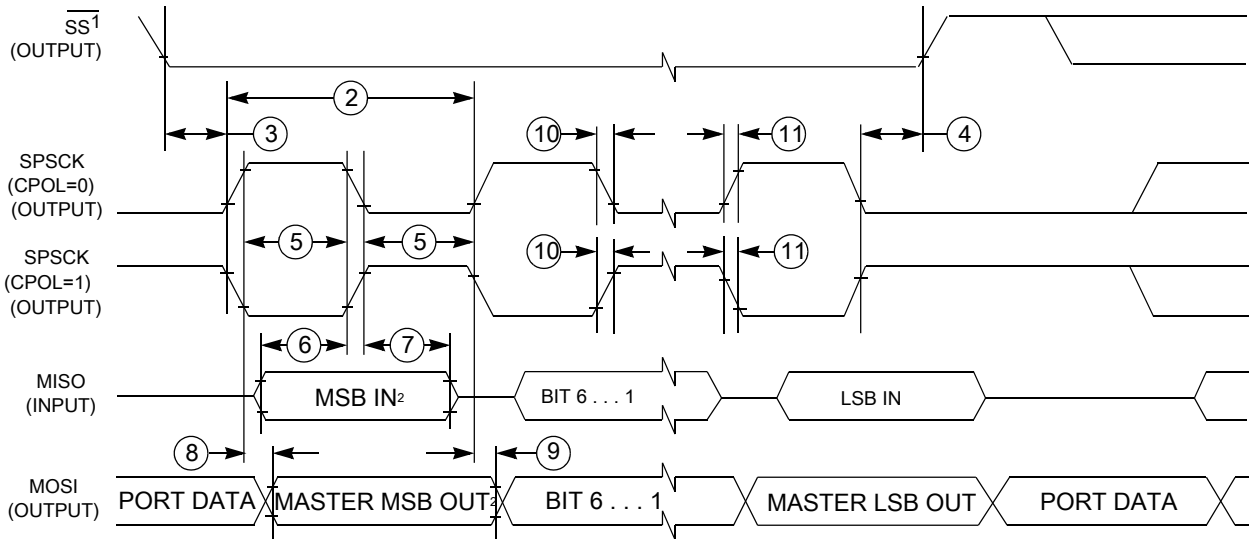 SS1
(OUTPUT)
2
3
10
11
4
SPSCK
(CPOL=0)
(OUTPUT)
5
5
SPSCK
(CPOL=1)
(OUTPUT)
10
11
6
7
MISO
(INPUT)
MSB IN2
BIT 6 . . . 1
LSB IN
8
9
MOSI
(OUTPUT)
PORT DATA
MASTER MSB OUT2
BIT 6 . . . 1
MASTER LSB OUT
PORT DATA